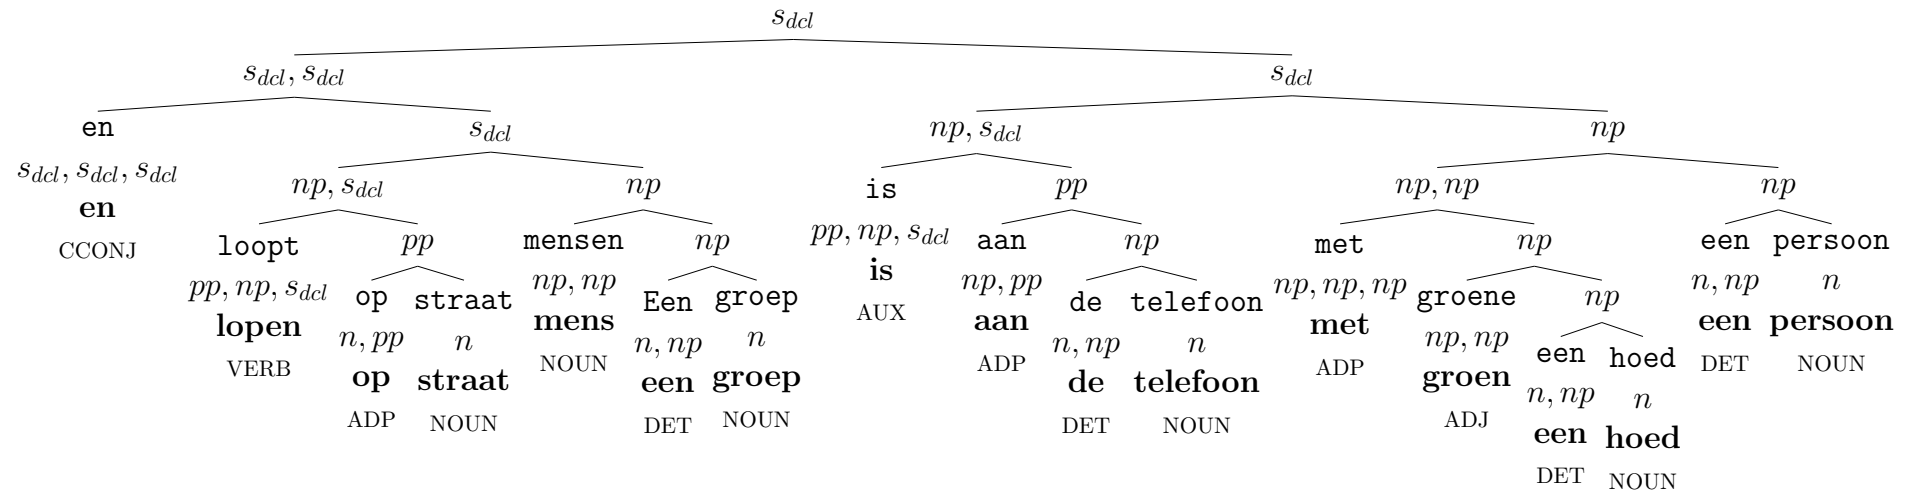 s_dcl
s_dcl, s_dcl s_dcl
en s_dcl np, s_dcl np
s_dcl, s_dcl, s_dcl np, s_dcl np is pp np, np np
en loopt pp mensen np pp, np, s_dcl aan np met np een persoon
CCONJ pp, np, s_dcl op straat np, np Een groep is np, pp de telefoon np, np, np groene np n, np n
lopen n, pp n mens n, np n AUX aan n, np n met np, np een hoed een persoon
VERB op straat NOUN een groep ADP de telefoon ADP groen n, np n DET NOUN
ADP NOUN DET NOUN DET NOUN ADJ een hoed
DET NOUN